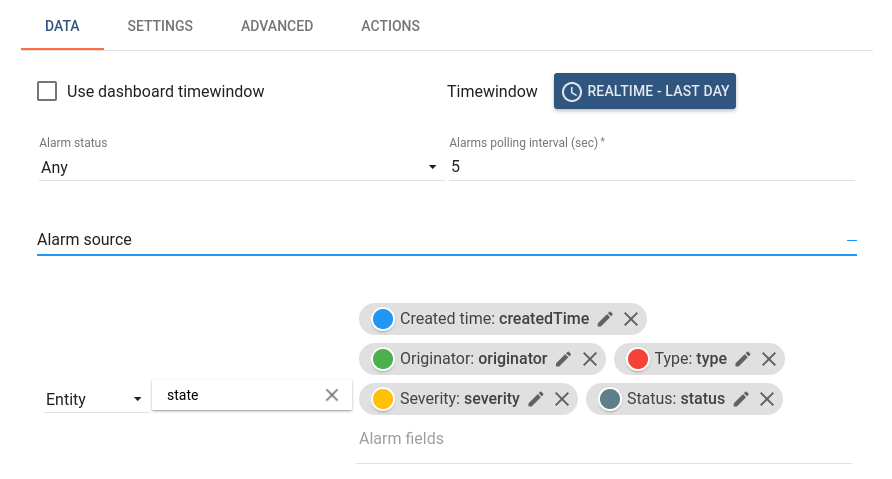 DATA SETTINGS ADVANCED ACTIONS
Use dashboard timewindow Timewindow REALTIME - LAST DAY
Alarm status Alarms polling interval (sec) *
Any 5
Alarm source
Created time: createdTime
Originator: originator Type: type
Entity state Severity: severity Status: status
Alarm fields